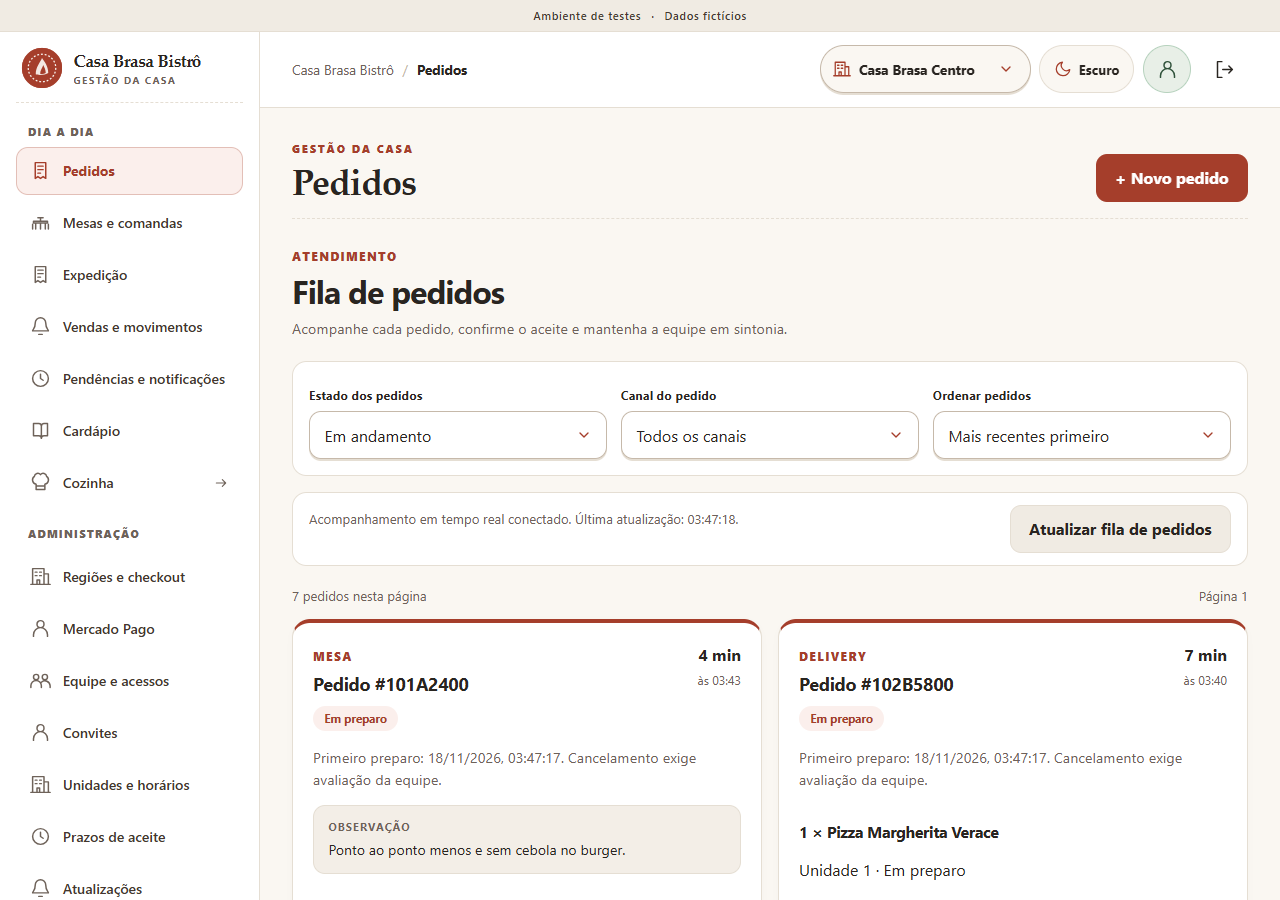 Ambiente de testes · Dados fictícios
Casa Brasa Bistrô
GESTÃO DA CASA
DIA A DIA
Pedidos
Mesas e comandas
Expedição
Vendas e movimentos
Pendências e notificações
Cardápio
Cozinha →
ADMINISTRAÇÃO
Regiões e checkout
Mercado Pago
Equipe e acessos
Convites
Unidades e horários
Prazos de aceite
Atualizações
Casa Brasa Bistrô / Pedidos
Casa Brasa Centro
Escuro
GESTÃO DA CASA
Pedidos
+ Novo pedido
ATENDIMENTO
Fila de pedidos
Acompanhe cada pedido, confirme o aceite e mantenha a equipe em sintonia.
Estado dos pedidos
Em andamento
Canal do pedido
Todos os canais
Ordenar pedidos
Mais recentes primeiro
Acompanhamento em tempo real conectado. Última atualização: 03:47:18.
Atualizar fila de pedidos
7 pedidos nesta página
Página 1
MESA
4 min
Pedido #101A2400
às 03:43
Em preparo
Primeiro preparo: 18/11/2026, 03:47:17. Cancelamento exige
avaliação da equipe.
OBSERVAÇÃO
Ponto ao ponto menos e sem cebola no burger.
DELIVERY
7 min
Pedido #102B5800
às 03:40
Em preparo
Primeiro preparo: 18/11/2026, 03:47:17. Cancelamento exige
avaliação da equipe.
1 × Pizza Margherita Verace
Unidade 1 · Em preparo